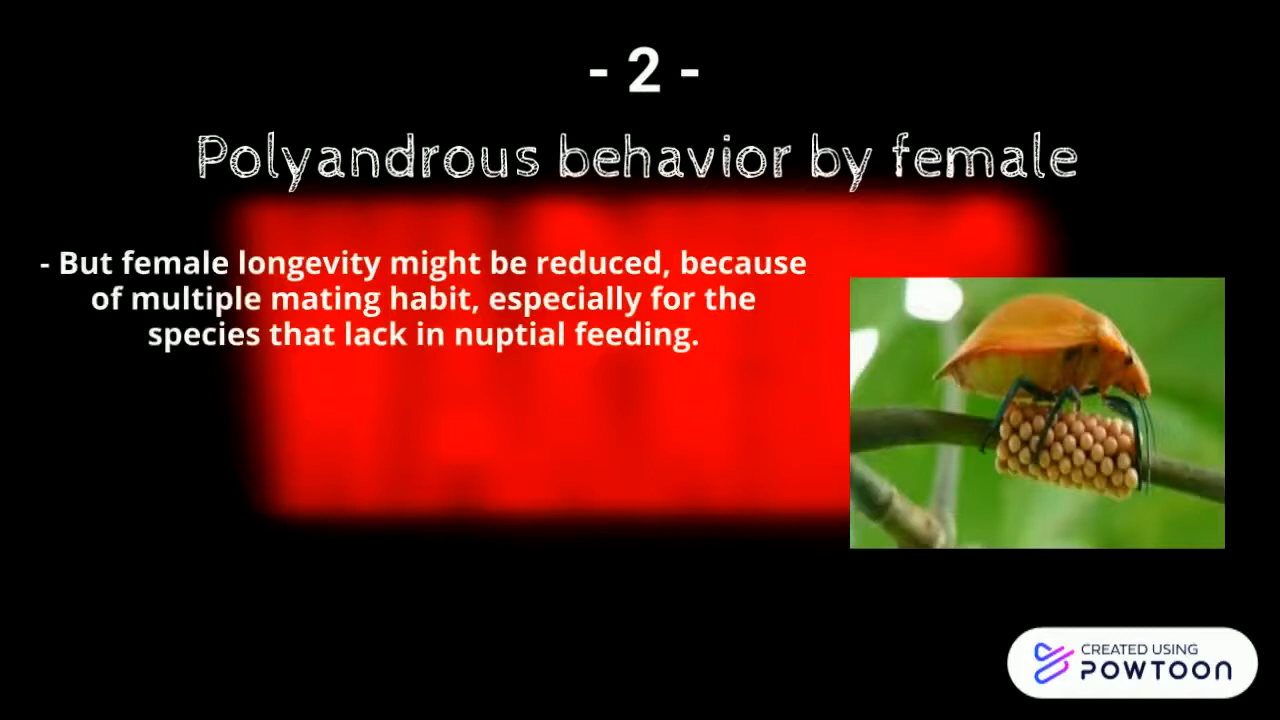 - 2 -
Polyandrous behavior by female
- But female longevity might be reduced, because
of multiple mating habit, especially for the
species that lack in nuptial feeding.
CREATED USING
POWTOON